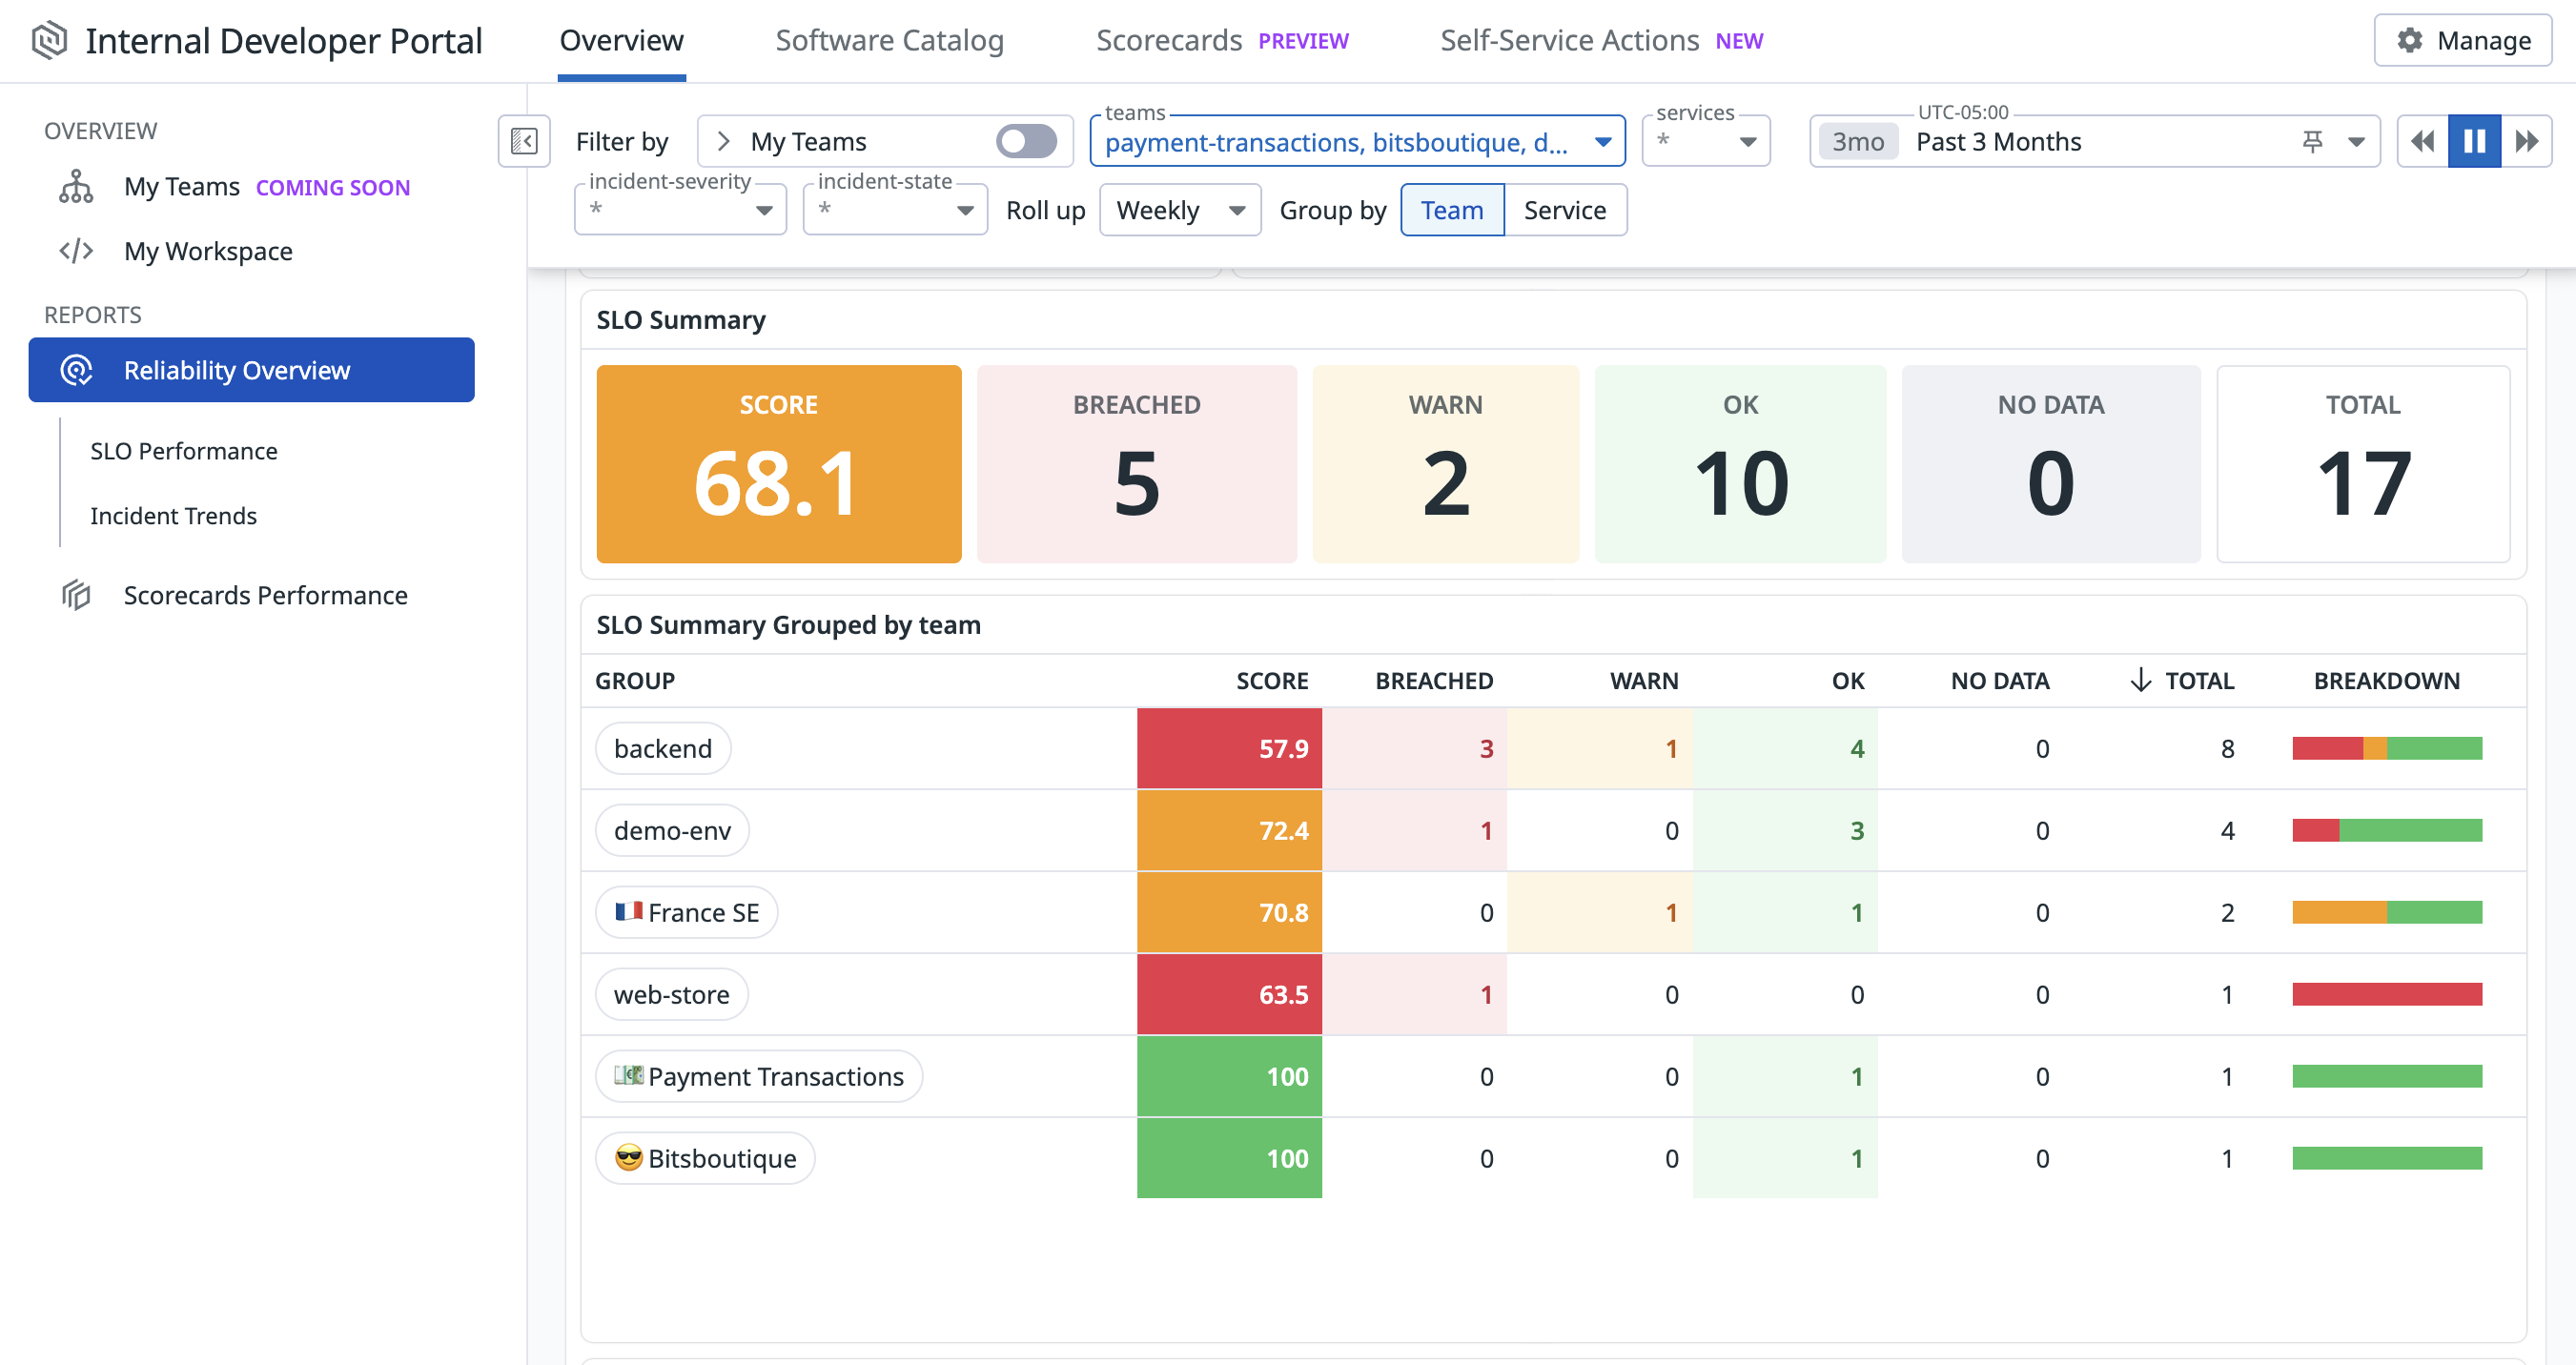 Internal Developer Portal Overview Software Catalog Scorecards PREVIEW Self-Service Actions NEW Manage
OVERVIEW
My Teams COMING SOON
My Workspace
REPORTS
Reliability Overview
SLO Performance
Incident Trends
Scorecards Performance
Filter by My Teams teams payment-transactions, bitsboutique, d... services * UTC-05:00 3mo Past 3 Months
incident-severity * incident-state * Roll up Weekly Group by Team Service
SLO Summary
SCORE BREACHED WARN OK NO DATA TOTAL
68.1 5 2 10 0 17
SLO Summary Grouped by team
GROUP SCORE BREACHED WARN OK NO DATA TOTAL BREAKDOWN
backend 57.9 3 1 4 0 8
demo-env 72.4 1 0 3 0 4
France SE 70.8 0 1 1 0 2
web-store 63.5 1 0 0 0 1
Payment Transactions 100 0 0 1 0 1
Bitsboutique 100 0 0 1 0 1